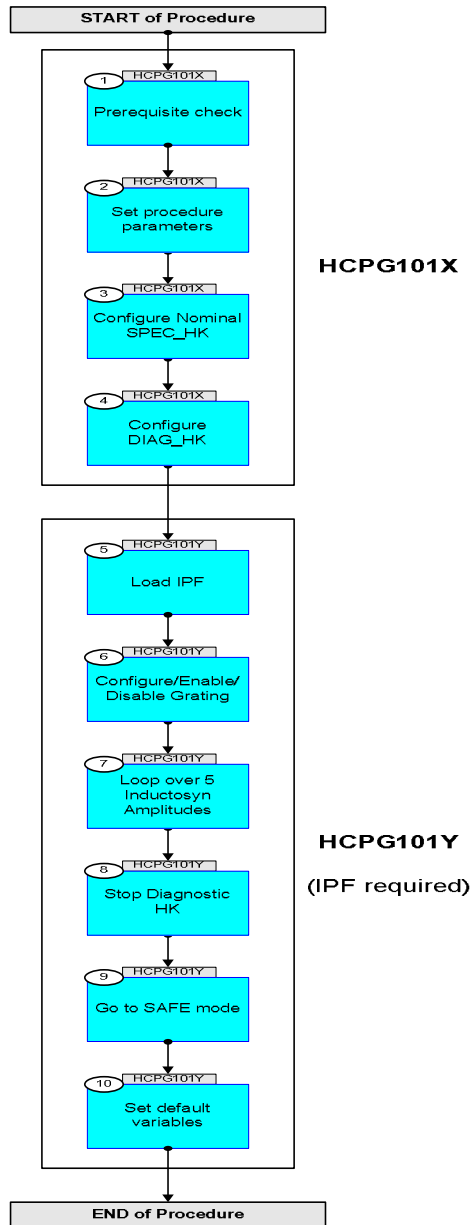 START of Procedure
HCPG101X
1
Prerequisite check
HCPG101X
2
Set procedure
parameters
HCPG101X
HCPG101X
3
Configure Nominal
SPEC_HK
HCPG101X
4
Configure
DIAG_HK
HCPG101Y
5
Load IPF
HCPG101Y
6
Configure/Enable/
Disable Grating
HCPG101Y
7
Loop over 5
Inductosyn
Amplitudes
HCPG101Y
(IPF required)
HCPG101Y
8
Stop Diagnostic
HK
HCPG101Y
9
Go to SAFE mode
HCPG101Y
10
Set default
variables
END of Procedure